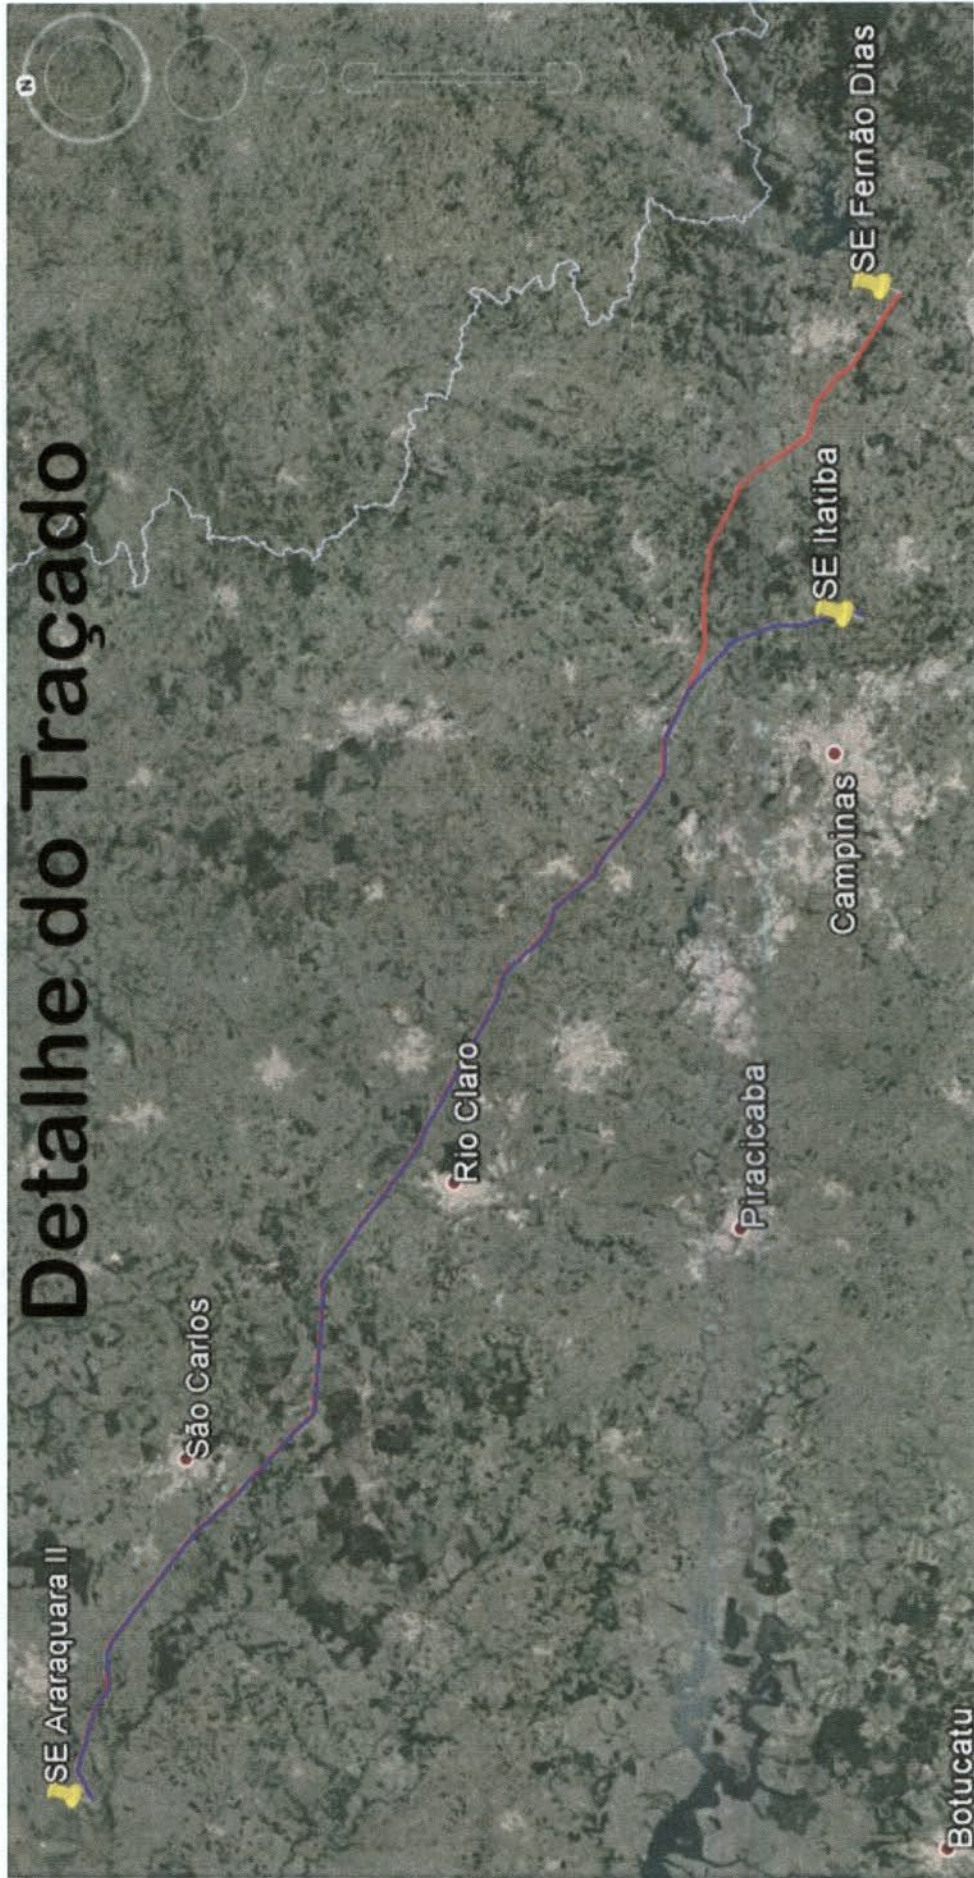 Detalhe do Traçado
N
SE Araraquara II
São Carlos
Rio Claro
Piracicaba
Botucatu
Campinas
SE Itatiba
SE Fernão Dias